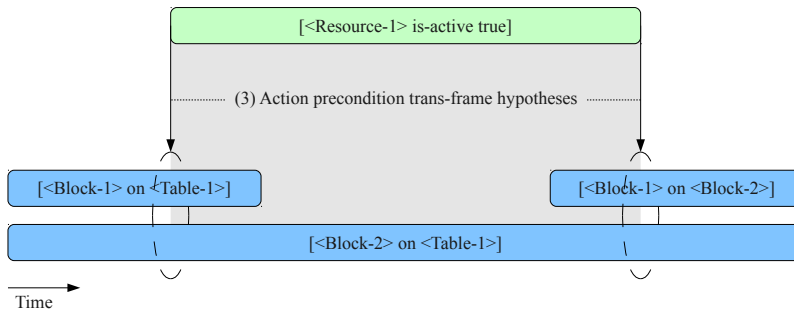 [<Resource-1> is-active true]
(3) Action precondition trans-frame hypotheses
[<Block-1> on <Table-1>]
[<Block-1> on <Block-2>]
[<Block-2> on <Table-1>]
Time